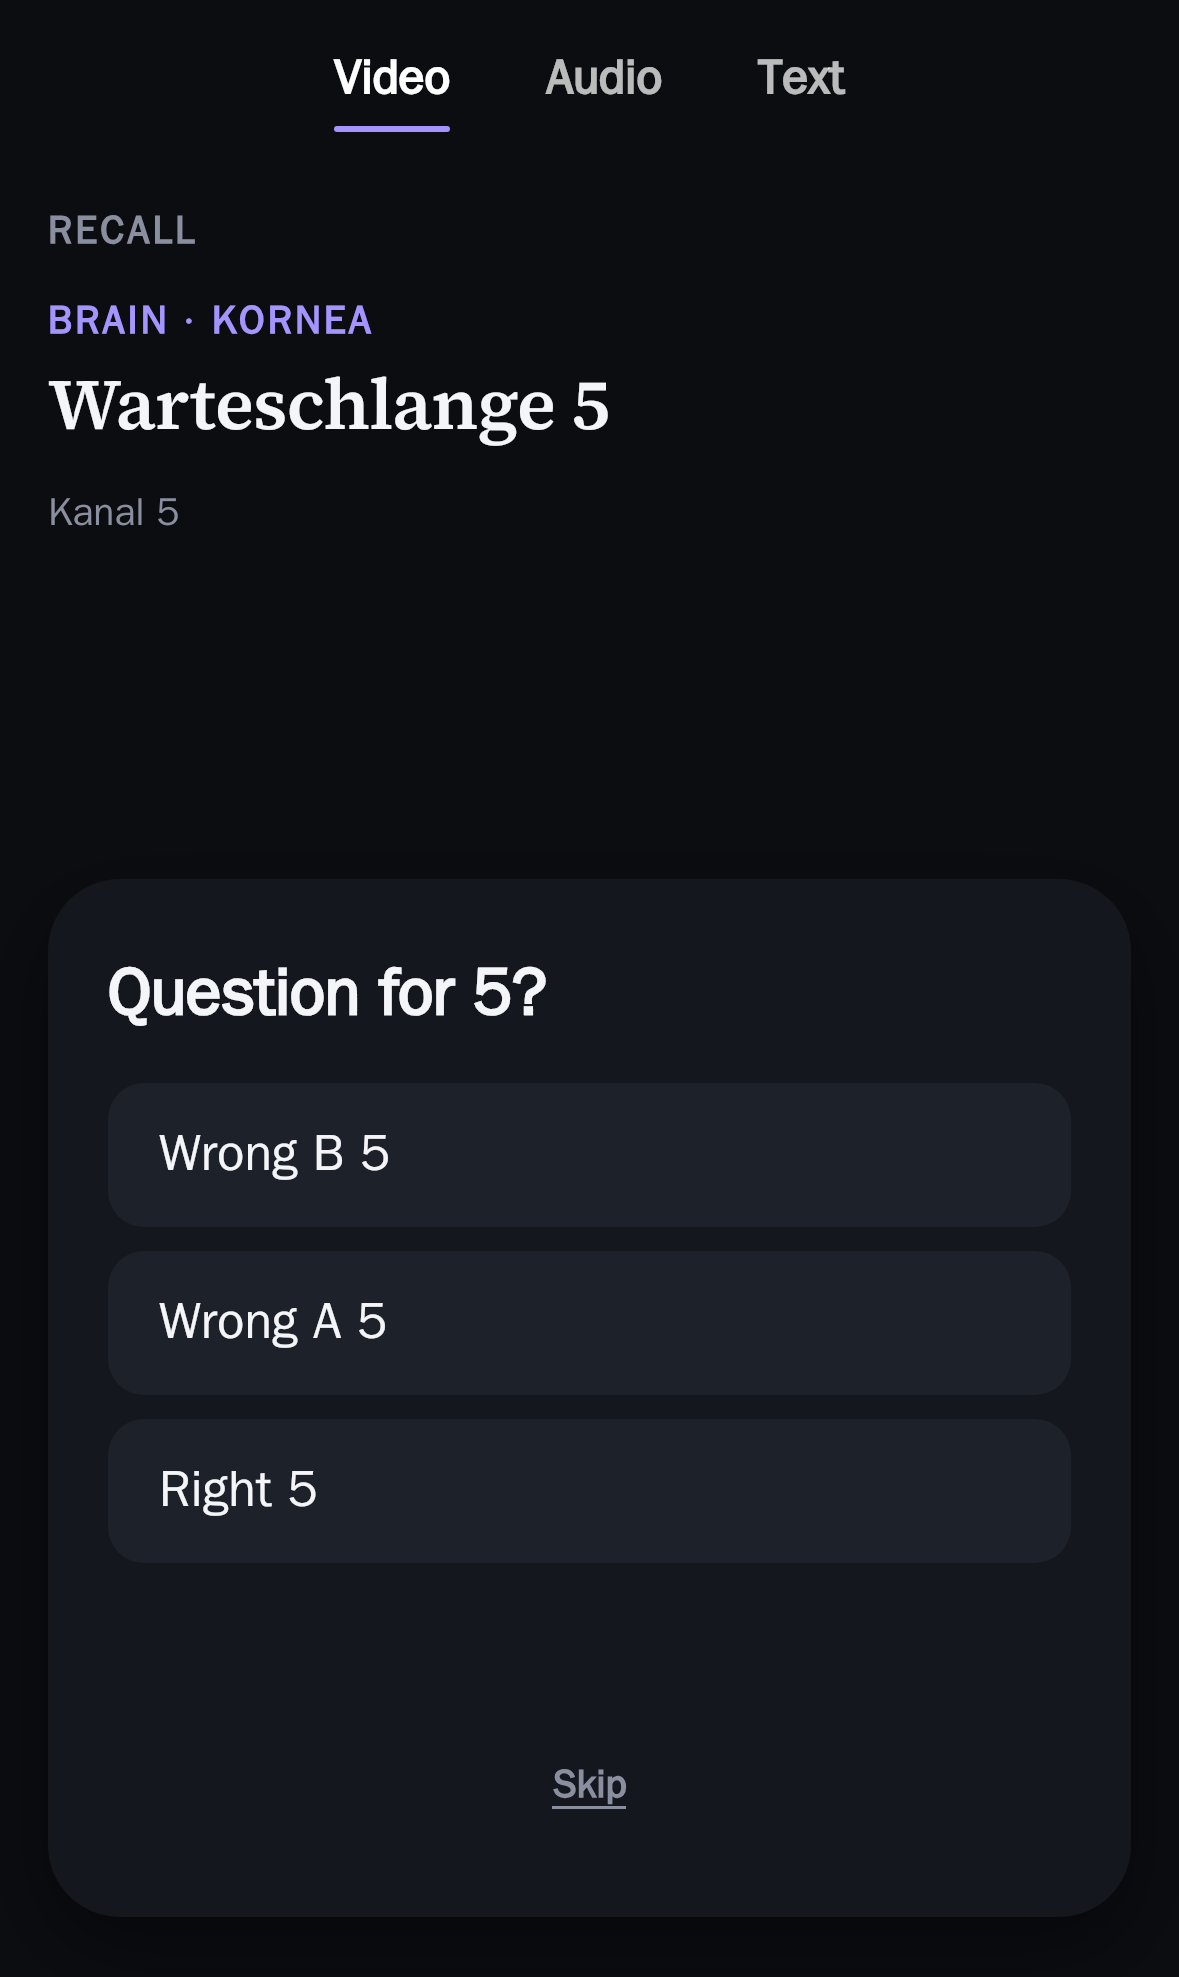 Video Audio Text
RECALL
BRAIN · KORNEA
Warteschlange 5
Kanal 5
Question for 5?
Wrong B 5
Wrong A 5
Right 5
Skip